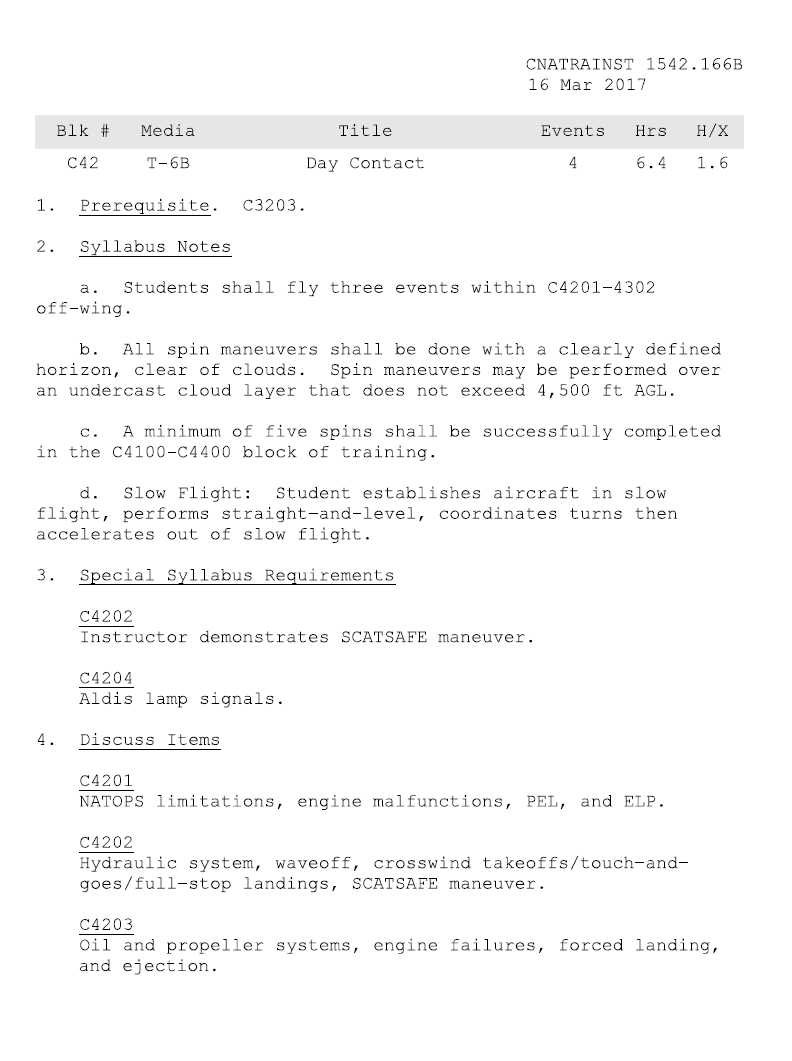 CNATRAINST 1542.166B
16 Mar 2017
Blk # Media Title Events Hrs H/X
C42 T-6B Day Contact 4 6.4 1.6
1. Prerequisite. C3203.
2. Syllabus Notes
a. Students shall fly three events within C4201-4302
off-wing.
b. All spin maneuvers shall be done with a clearly defined
horizon, clear of clouds. Spin maneuvers may be performed over
an undercast cloud layer that does not exceed 4,500 ft AGL.
c. A minimum of five spins shall be successfully completed
in the C4100-C4400 block of training.
d. Slow Flight: Student establishes aircraft in slow
flight, performs straight-and-level, coordinates turns then
accelerates out of slow flight.
3. Special Syllabus Requirements
C4202
Instructor demonstrates SCATSAFE maneuver.
C4204
Aldis lamp signals.
4. Discuss Items
C4201
NATOPS limitations, engine malfunctions, PEL, and ELP.
C4202
Hydraulic system, waveoff, crosswind takeoffs/touch-and-
goes/full-stop landings, SCATSAFE maneuver.
C4203
Oil and propeller systems, engine failures, forced landing,
and ejection.